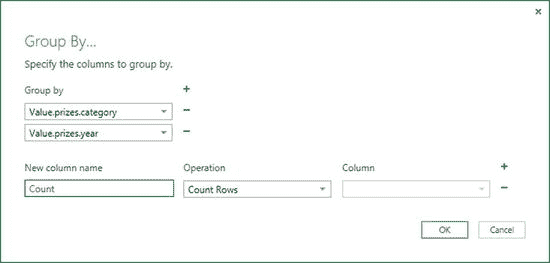 Group By...
Specify the columns to group by.
Group by
Value.prizes.category
Value.prizes.year
New column name Operation Column
Count Count Rows
OK Cancel